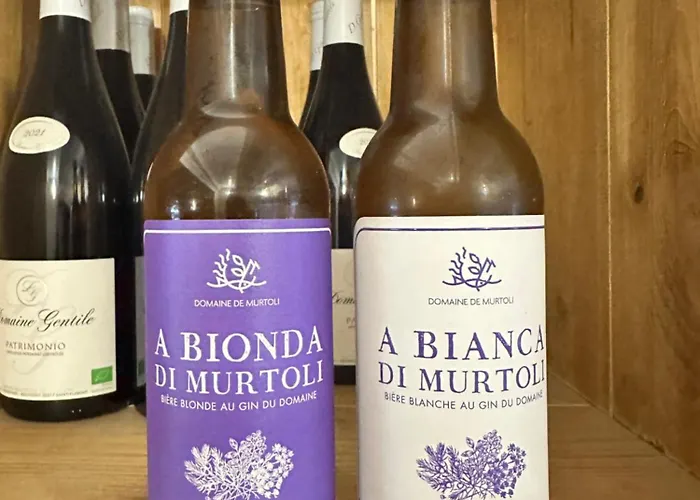 2021
Domaine Gentile
PATRIMONIO
DOMAINE DE MURTOLI
A BIONDA
DI MURTOLI
BIÈRE BLONDE AU GIN DU DOMAINE
DOMAINE DE MURTOLI
A BIANCA
DI MURTOLI
BIÈRE BLANCHE AU GIN DU DOMAINE